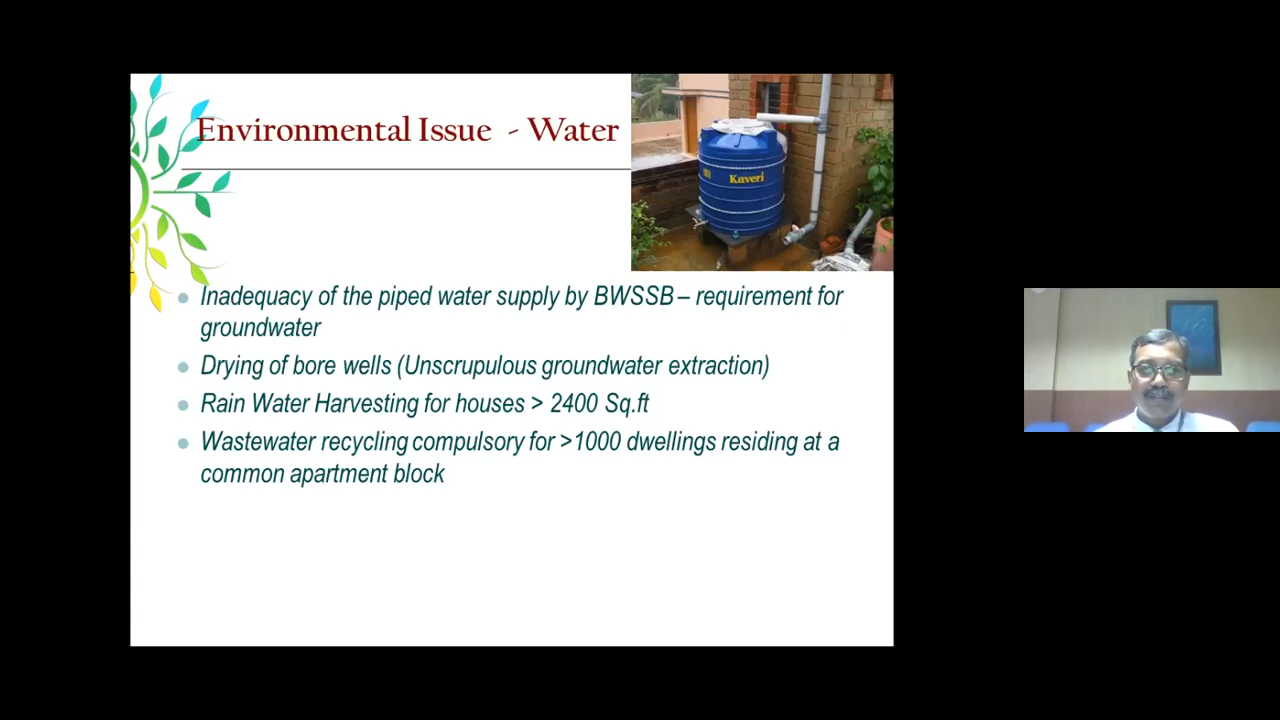 Environmental Issue - Water
Kaveri
Inadequacy of the piped water supply by BWSSB – requirement for
groundwater
Drying of bore wells (Unscrupulous groundwater extraction)
Rain Water Harvesting for houses > 2400 Sq.ft
Wastewater recycling compulsory for >1000 dwellings residing at a
common apartment block